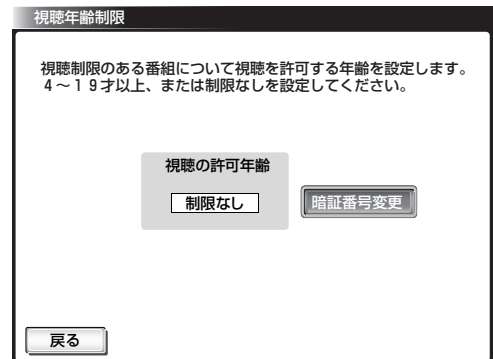 視聴年齢制限
視聴制限のある番組について視聴を許可する年齢を設定します。
4～19才以上、または制限なしを設定してください。
視聴の許可年齢
制限なし
暗証番号変更
戻る